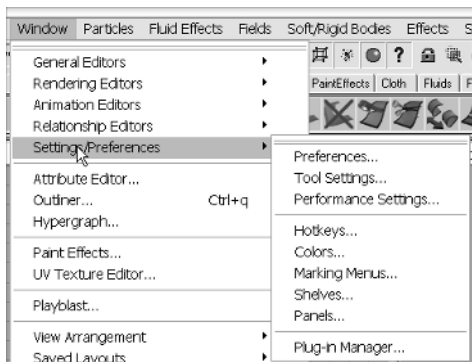 Window Particles Fluid Effects Fields Soft/Rigid Bodies Effects S
General Editors
Rendering Editors
Animation Editors
Relationship Editors
Settings/Preferences
Attribute Editor...
Outliner... Ctrl+q
Hypergraph...
Paint Effects...
UV Texture Editor...
Playblast...
View Arrangement
Saved Layouts
?
PaintEffects Cloth Fluids F
Preferences...
Tool Settings...
Performance Settings...
Hotkeys...
Colors...
Marking Menus...
Shelves...
Panels...
Plug-in Manager...